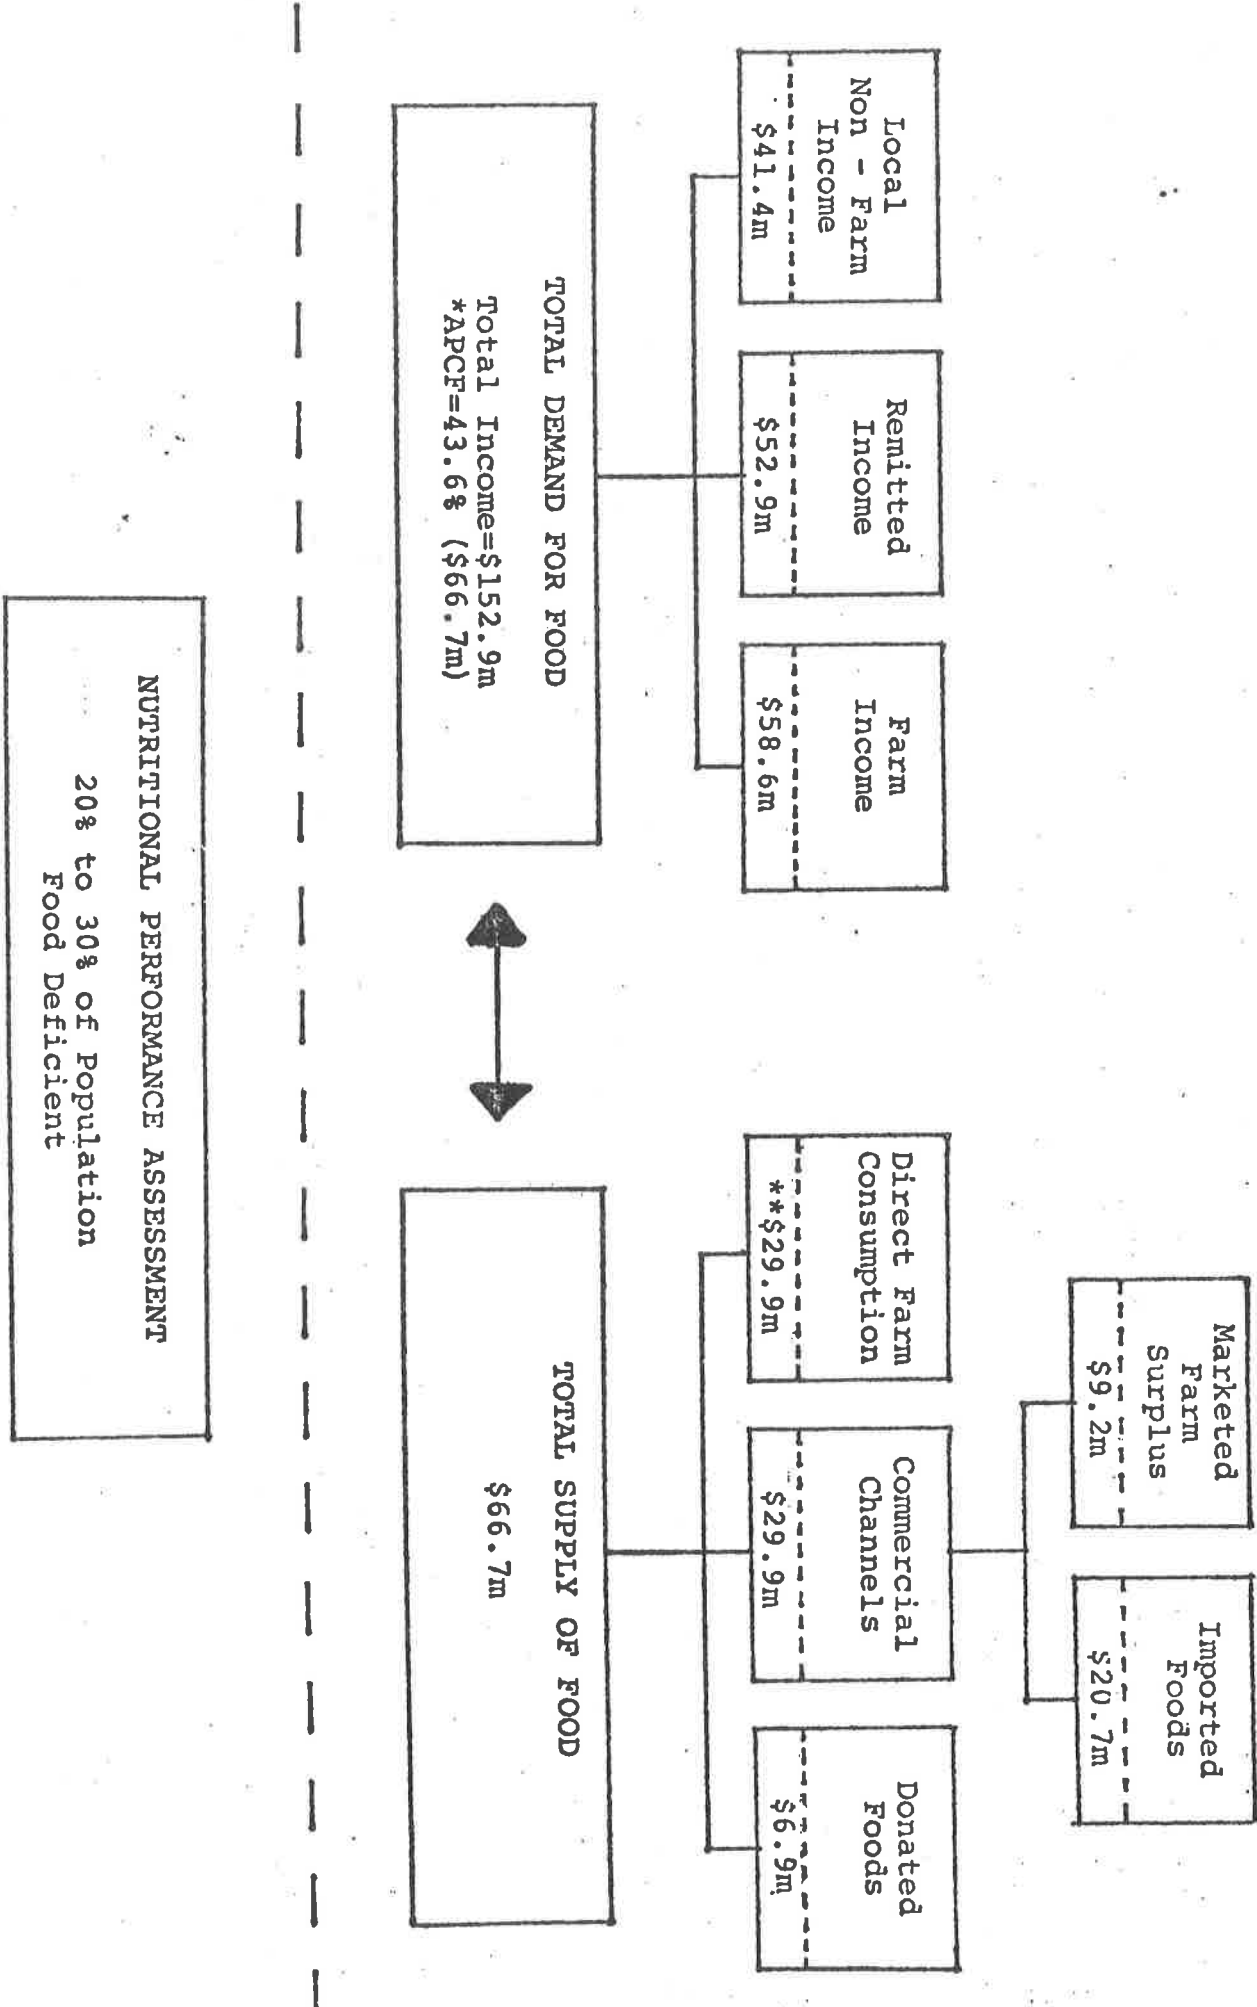 Marketed
Farm
Surplus
$9.2m
Imported
Foods
$20.7m
Local
Non - Farm
Income
$41.4m
Remitted
Income
$52.9m
Farm
Income
$58.6m
Direct Farm
Consumption
**$29.9m
Commercial
Channels
$29.9m
Donated
Foods
$6.9m
TOTAL DEMAND FOR FOOD
Total Income=$152.9m
*APCF=43.6% ($66.7m)
TOTAL SUPPLY OF FOOD
$66.7m
NUTRITIONAL PERFORMANCE ASSESSMENT
20% to 30% of Population
Food Deficient